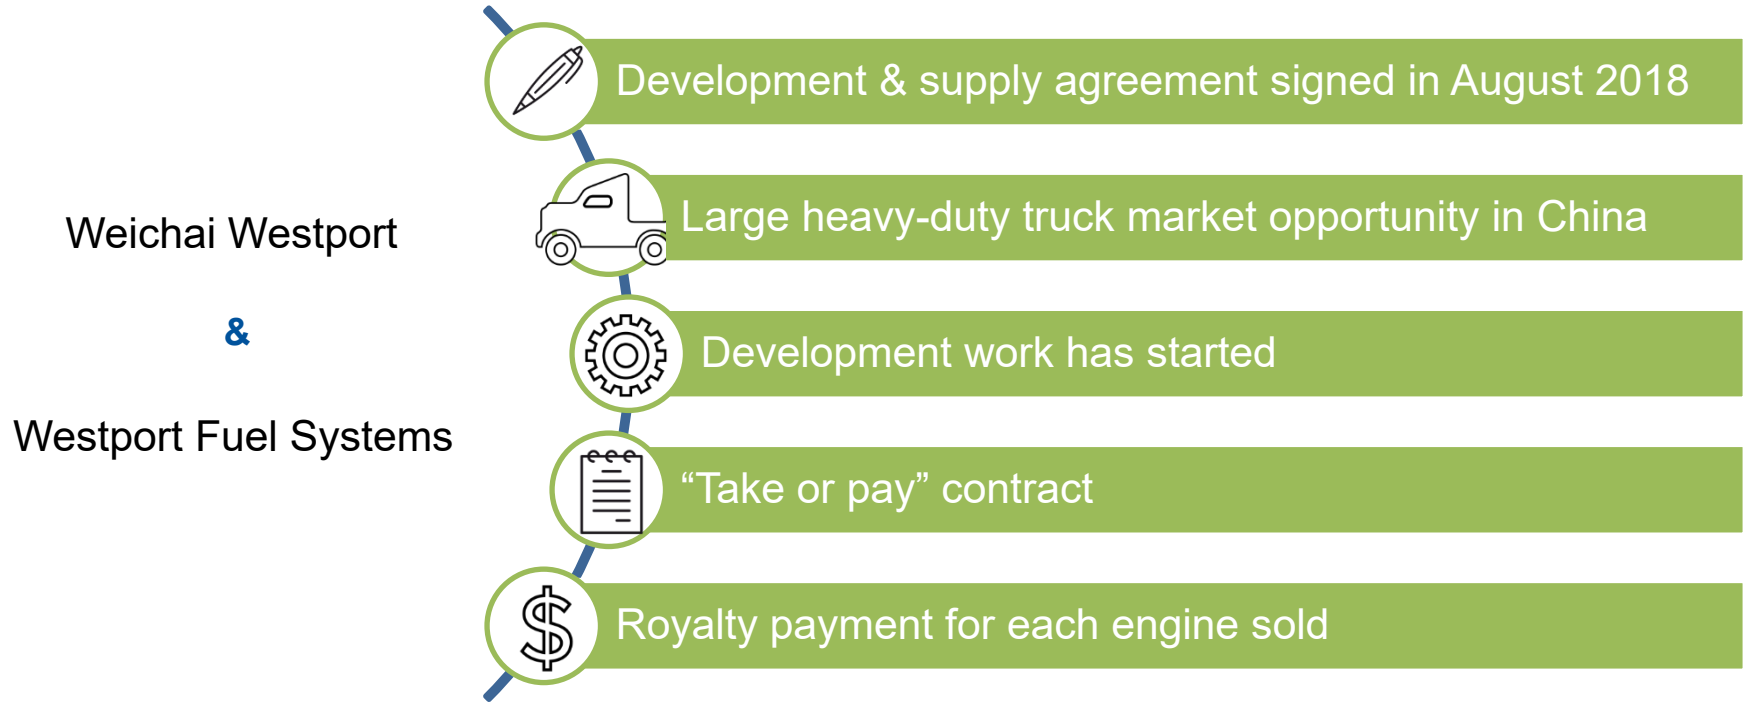 Weichai Westport
&
Westport Fuel Systems
Development & supply agreement signed in August 2018
Large heavy-duty truck market opportunity in China
Development work has started
“Take or pay” contract
Royalty payment for each engine sold